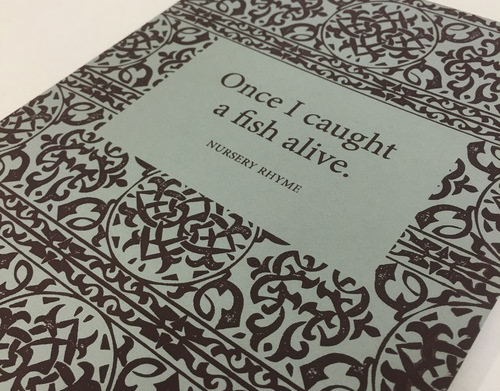 Once I caught
a fish alive.
NURSERY RHYME